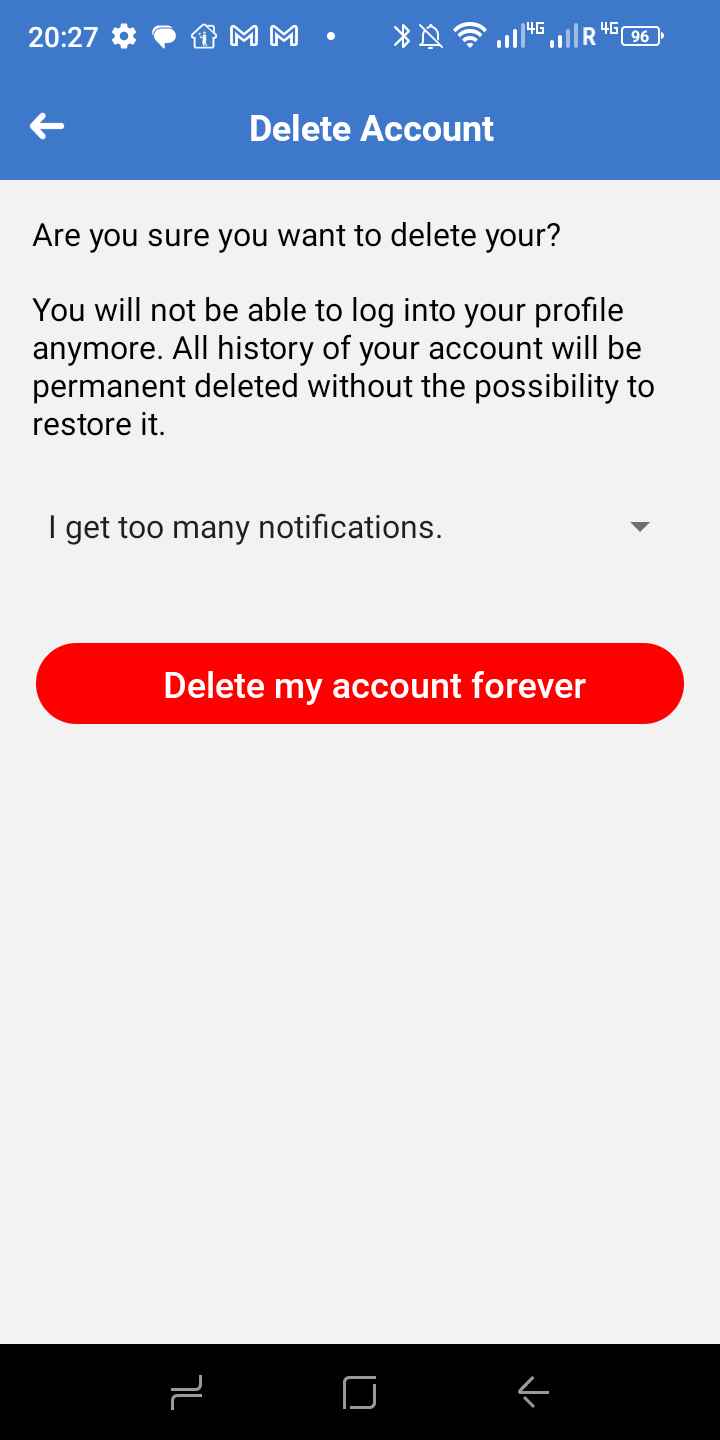 20:27 4G R 4G 96
Delete Account
Are you sure you want to delete your?
You will not be able to log into your profile
anymore. All history of your account will be
permanent deleted without the possibility to
restore it.
I get too many notifications.
Delete my account forever